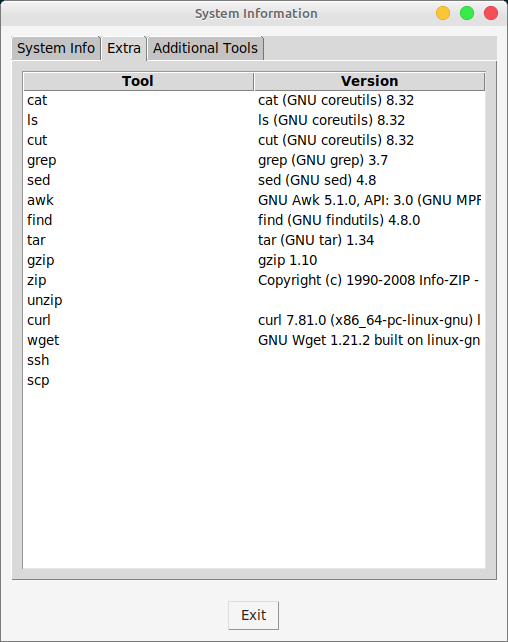 System Information
System Info Extra Additional Tools
Tool Version
cat cat (GNU coreutils) 8.32
ls ls (GNU coreutils) 8.32
cut cut (GNU coreutils) 8.32
grep grep (GNU grep) 3.7
sed sed (GNU sed) 4.8
awk GNU Awk 5.1.0, API: 3.0 (GNU MPF
find find (GNU findutils) 4.8.0
tar tar (GNU tar) 1.34
gzip gzip 1.10
zip Copyright (c) 1990-2008 Info-ZIP -
unzip
curl curl 7.81.0 (x86_64-pc-linux-gnu) l
wget GNU Wget 1.21.2 built on linux-gn
ssh
scp
Exit